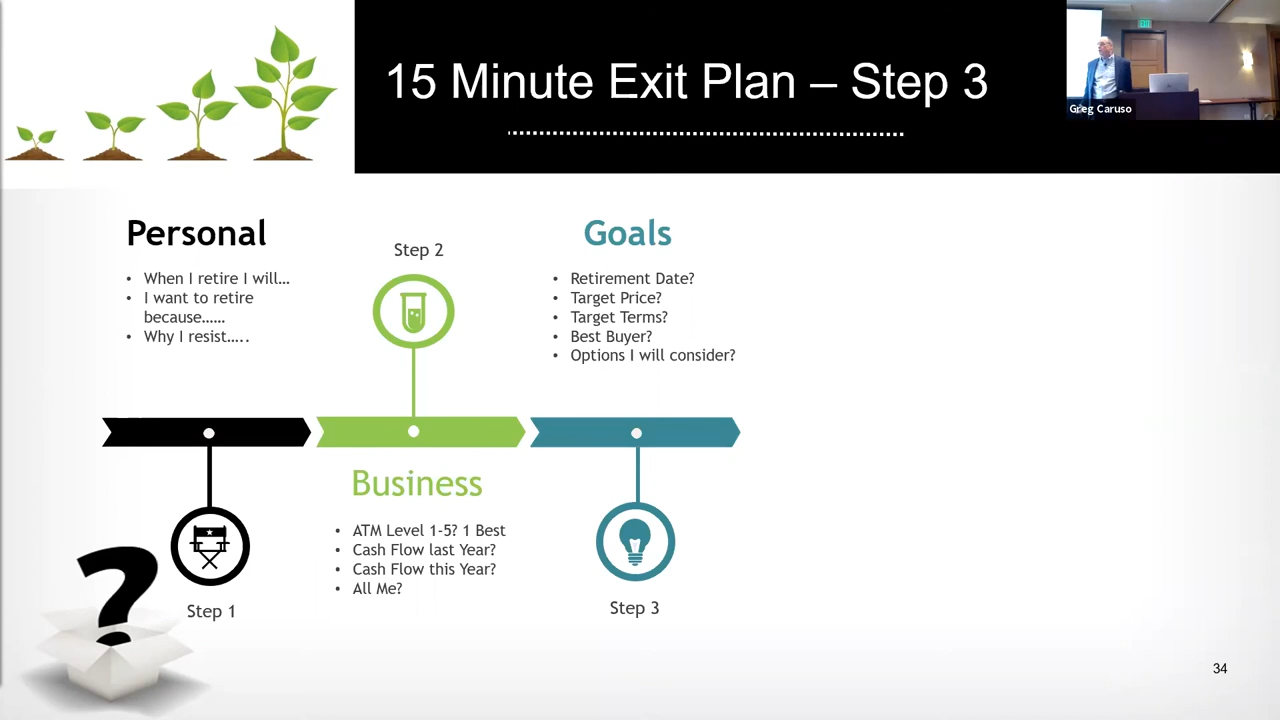 15 Minute Exit Plan – Step 3
Greg Caruso
Personal
• When I retire I will…
• I want to retire
because……
• Why I resist…..
Step 1
Step 2
Business
• ATM Level 1-5? 1 Best
• Cash Flow last Year?
• Cash Flow this Year?
• All Me?
Goals
• Retirement Date?
• Target Price?
• Target Terms?
• Best Buyer?
• Options I will consider?
Step 3
?
34